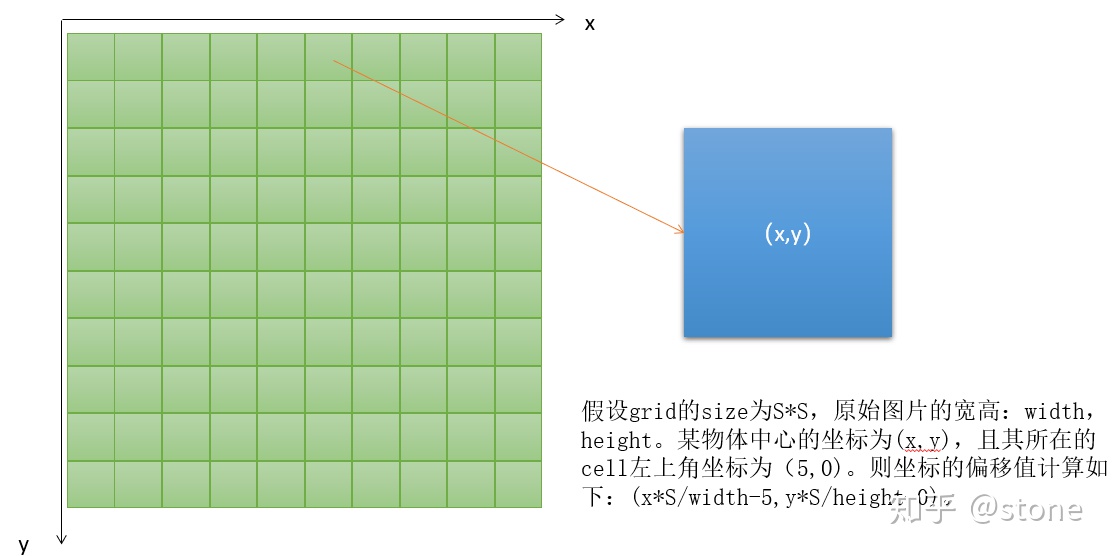 x
(x,y)
假设grid的size为S*S，原始图片的宽高：width，
height。某物体中心的坐标为(x,y)，且其所在的
cell左上角坐标为（5,0)。则坐标的偏移值计算如
下：(x*S/width-5,y*S/height-0)。
知乎 @stone
y